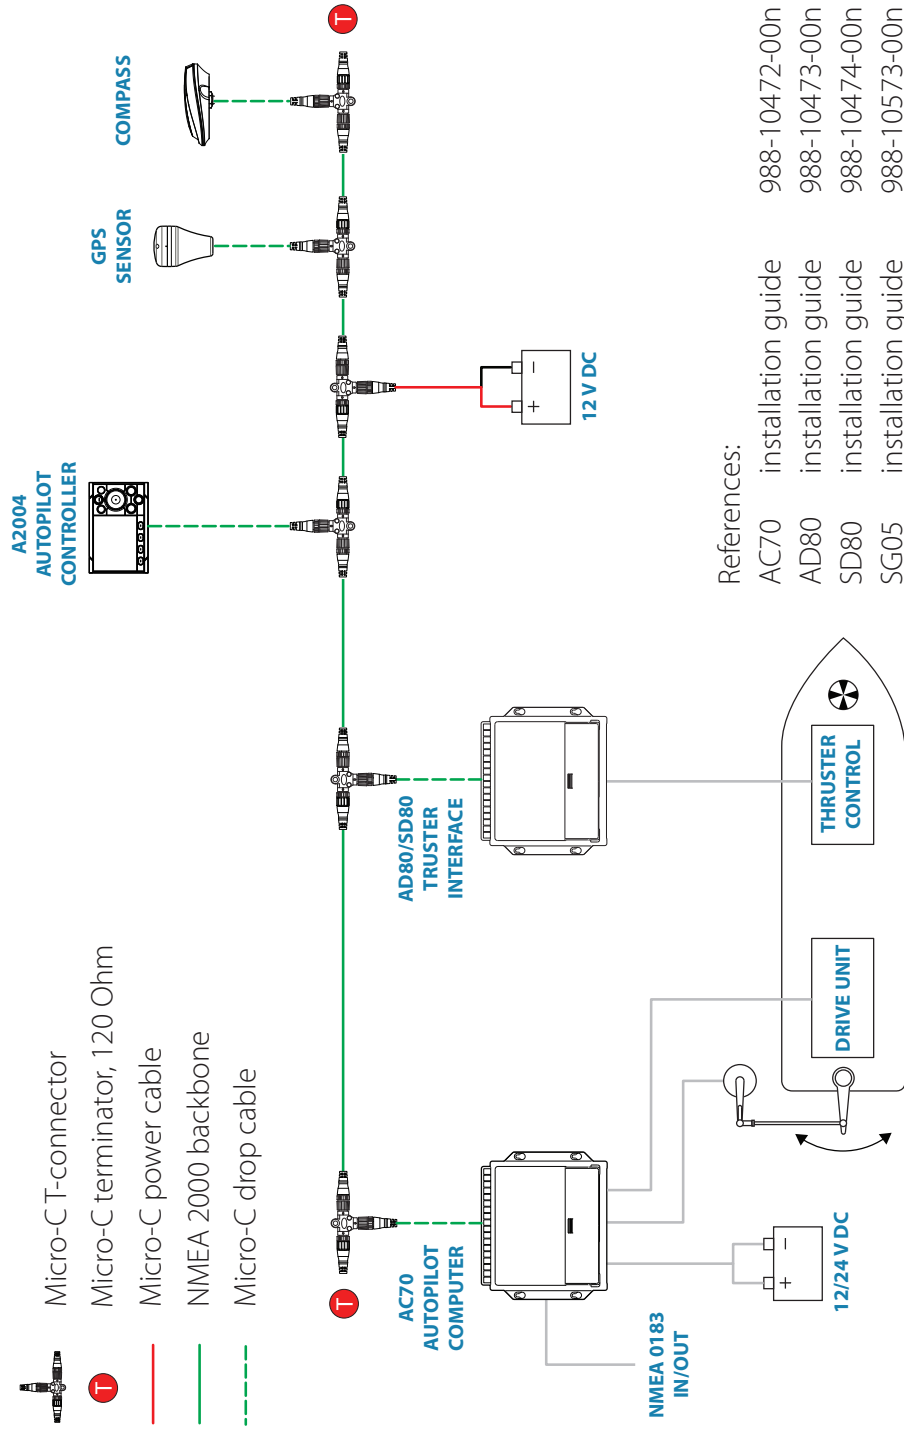 Micro-C T-connector
T
Micro-C terminator, 120 Ohm
Micro-C power cable
NMEA 2000 backbone
Micro-C drop cable
T
T
A2004
AUTOPILOT
CONTROLLER
GPS
SENSOR
COMPASS
AC70
AUTOPILOT
COMPUTER
AD80/SD80
TRUSTER
INTERFACE
+ −
12 V DC
NMEA 0183
IN/OUT
+ −
12/24 V DC
DRIVE UNIT
THRUSTER
CONTROL
References:
AC70 installation guide 988-10472-00n
AD80 installation guide 988-10473-00n
SD80 installation guide 988-10474-00n
SG05 installation guide 988-10573-00n